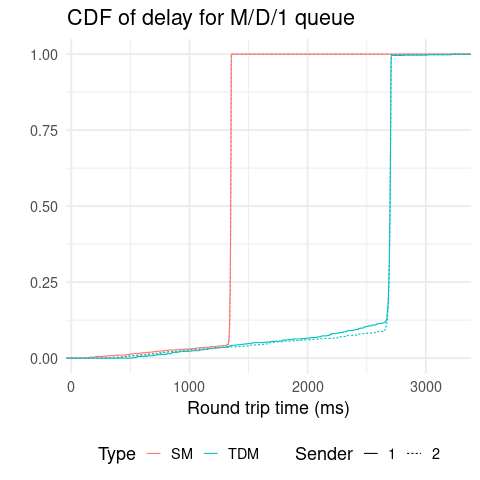 CDF of delay for M/D/1 queue
1.00
0.75
0.50
0.25
0.00
0 1000 2000 3000
Round trip time (ms)
Type SM TDM Sender 1 2